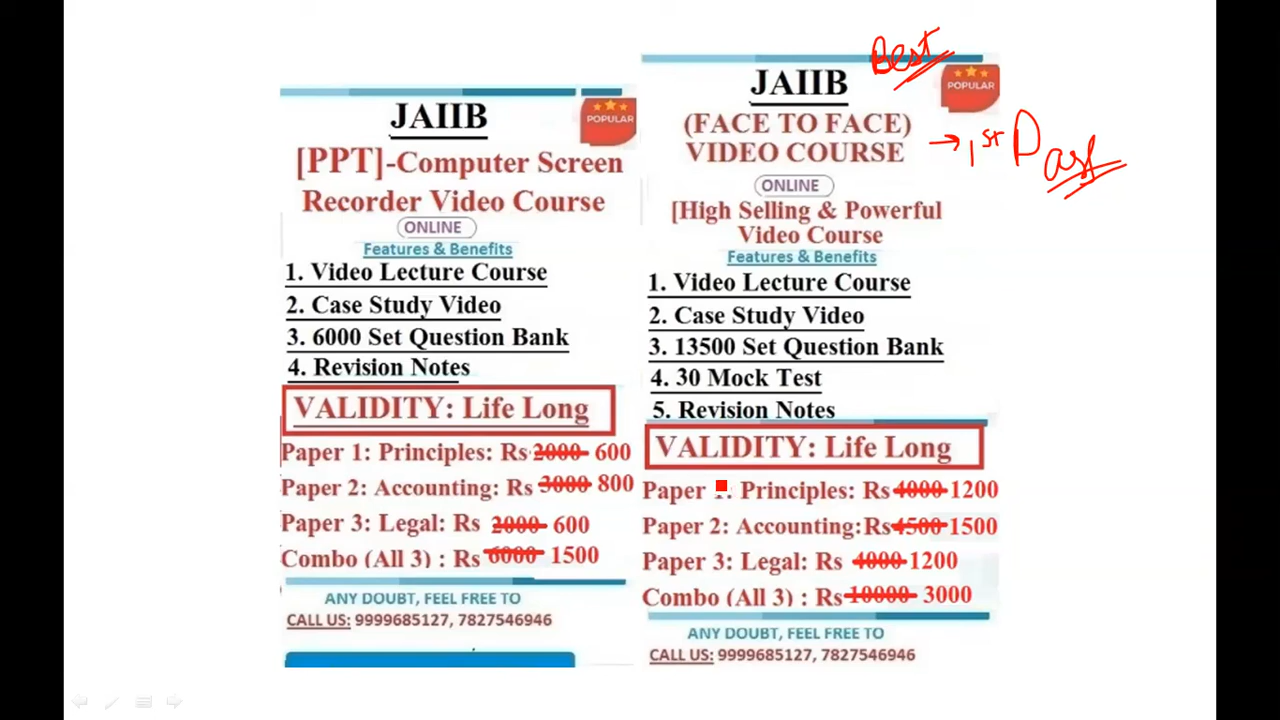 JAIIB
POPULAR
[PPT]-Computer Screen
Recorder Video Course
ONLINE
Features & Benefits
1. Video Lecture Course
2. Case Study Video
3. 6000 Set Question Bank
4. Revision Notes
VALIDITY: Life Long
Paper 1: Principles: Rs 2000 600
Paper 2: Accounting: Rs 3000 800
Paper 3: Legal: Rs 2000 600
Combo (All 3) : Rs 6000 1500
ANY DOUBT, FEEL FREE TO
CALL US: 9999685127, 7827546946
Best
JAIIB
POPULAR
(FACE TO FACE)
VIDEO COURSE
→ 1st Part
ONLINE
[High Selling & Powerful
Video Course
Features & Benefits
1. Video Lecture Course
2. Case Study Video
3. 13500 Set Question Bank
4. 30 Mock Test
5. Revision Notes
VALIDITY: Life Long
Paper 1: Principles: Rs 4000 1200
Paper 2: Accounting:Rs 4500 1500
Paper 3: Legal: Rs 4000 1200
Combo (All 3) : Rs 10000 3000
ANY DOUBT, FEEL FREE TO
CALL US: 9999685127, 7827546946